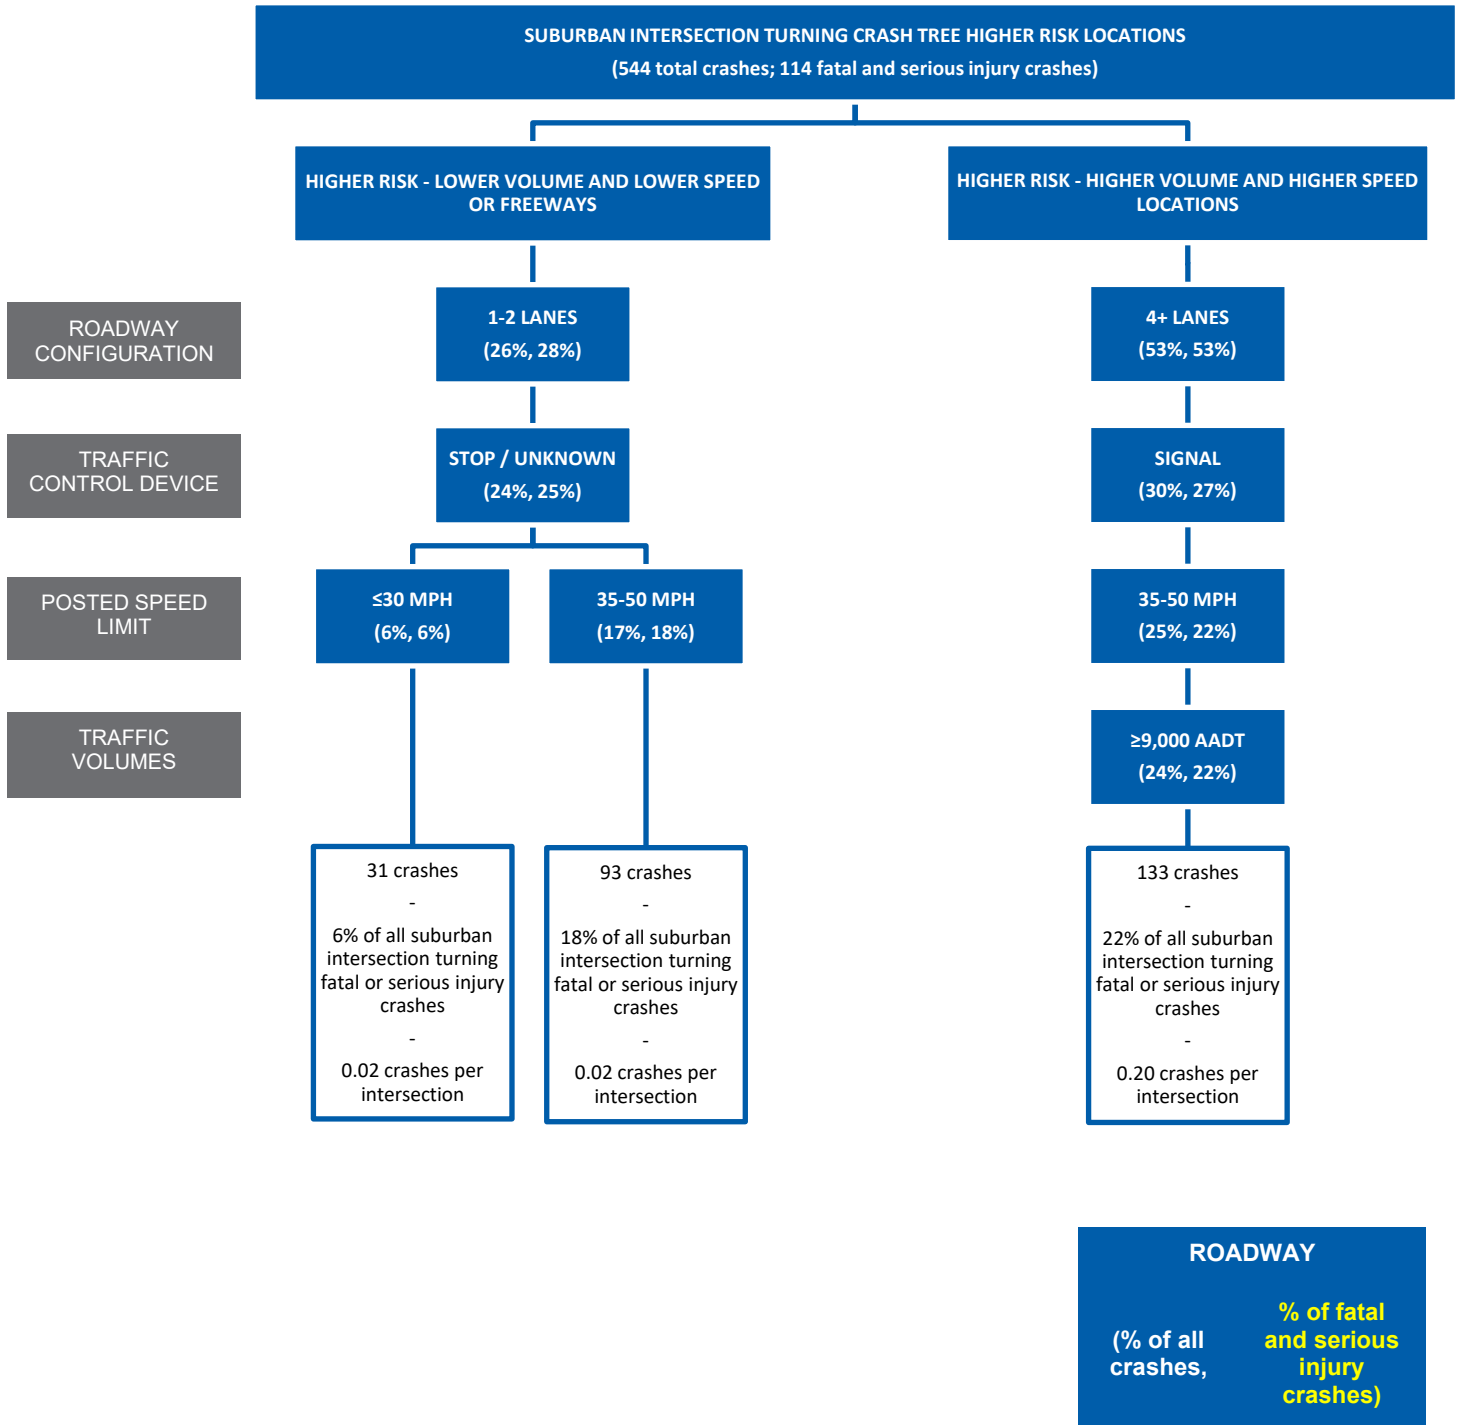 SUBURBAN INTERSECTION TURNING CRASH TREE HIGHER RISK LOCATIONS
(544 total crashes; 114 fatal and serious injury crashes)
HIGHER RISK - LOWER VOLUME AND LOWER SPEED
OR FREEWAYS
HIGHER RISK - HIGHER VOLUME AND HIGHER SPEED
LOCATIONS
ROADWAY
CONFIGURATION
1-2 LANES
(26%, 28%)
4+ LANES
(53%, 53%)
TRAFFIC
CONTROL DEVICE
STOP / UNKNOWN
(24%, 25%)
SIGNAL
(30%, 27%)
POSTED SPEED
LIMIT
≤30 MPH
(6%, 6%)
35-50 MPH
(17%, 18%)
35-50 MPH
(25%, 22%)
TRAFFIC
VOLUMES
≥9,000 AADT
(24%, 22%)
31 crashes
-
6% of all suburban
intersection turning
fatal or serious injury
crashes
-
0.02 crashes per
intersection
93 crashes
-
18% of all suburban
intersection turning
fatal or serious injury
crashes
-
0.02 crashes per
intersection
133 crashes
-
22% of all suburban
intersection turning
fatal or serious injury
crashes
-
0.20 crashes per
intersection
ROADWAY
(% of all
crashes,
% of fatal
and serious
injury
crashes)